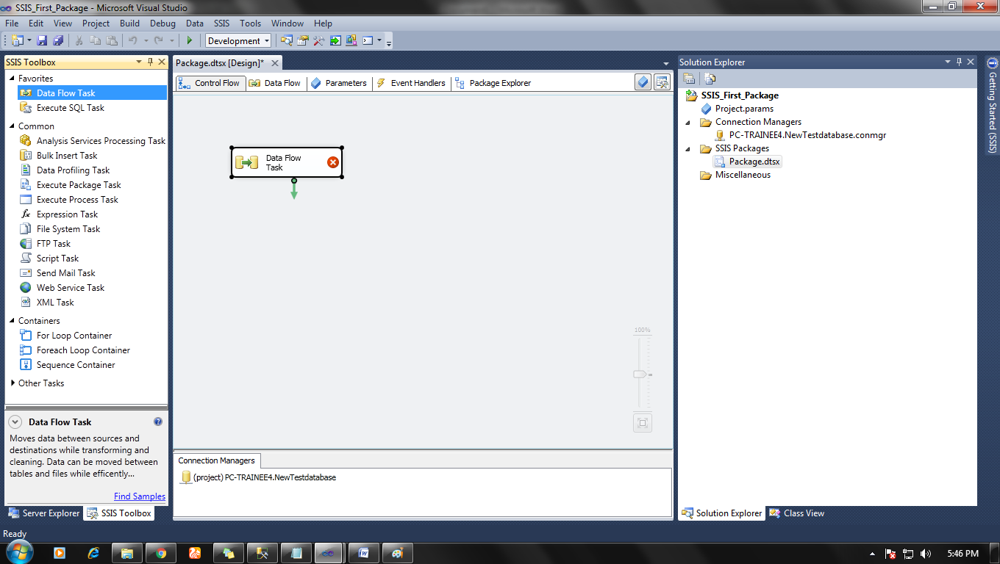 SSIS_First_Package - Microsoft Visual Studio
File Edit View Project Build Debug Data SSIS Tools Window Help
Development
SSIS Toolbox
Favorites
Data Flow Task
Execute SQL Task
Common
Analysis Services Processing Task
Bulk Insert Task
Data Profiling Task
Execute Package Task
Execute Process Task
Expression Task
File System Task
FTP Task
Script Task
Send Mail Task
Web Service Task
XML Task
Containers
For Loop Container
Foreach Loop Container
Sequence Container
Other Tasks
Data Flow Task
Moves data between sources and
destinations while transforming and
cleaning. Data can be moved between
tables and files while efficently...
Find Samples
Server Explorer SSIS Toolbox
Package.dtsx [Design]*
Control Flow Data Flow Parameters Event Handlers Package Explorer
Data Flow
Task
100%
Connection Managers
(project) PC-TRAINEE4.NewTestdatabase
Solution Explorer
SSIS_First_Package
Project.params
Connection Managers
PC-TRAINEE4.NewTestdatabase.conmgr
SSIS Packages
Package.dtsx
Miscellaneous
Solution Explorer Class View
Getting Started (SSIS)
Ready
5:46 PM